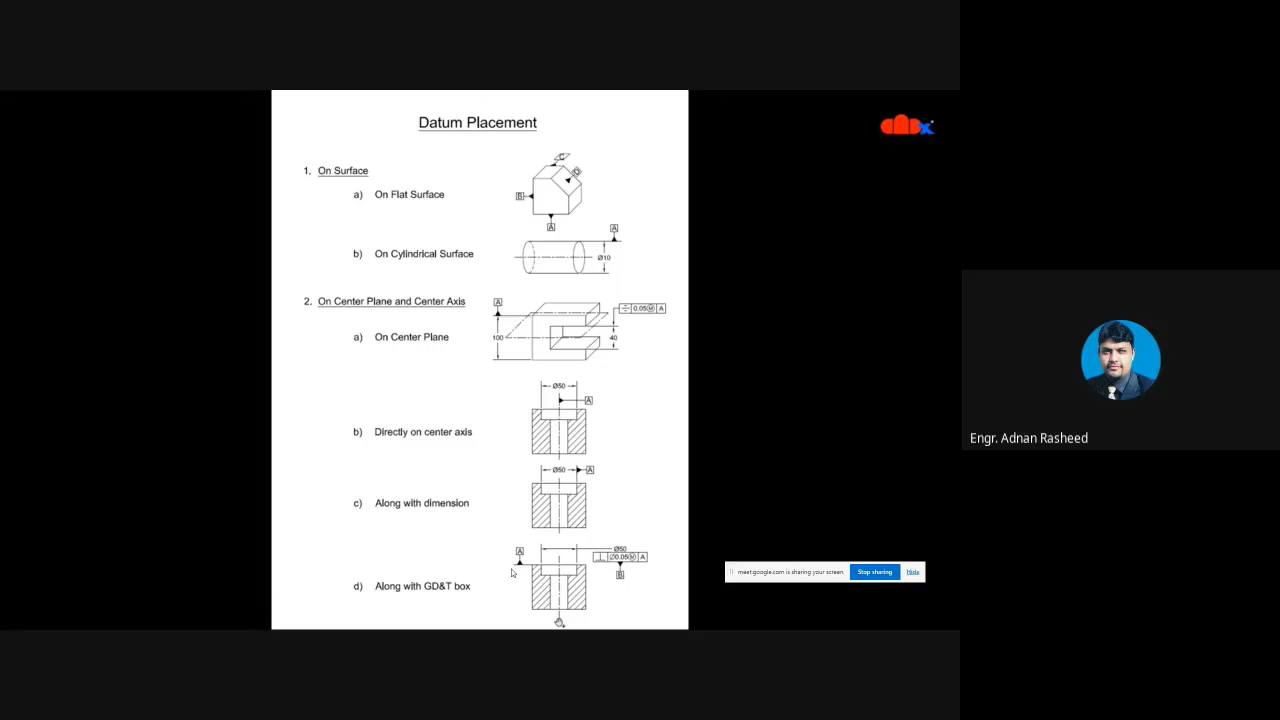 Datum Placement
1. On Surface
a) On Flat Surface
C
D
B
A
b) On Cylindrical Surface
A
Ø10
2. On Center Plane and Center Axis
a) On Center Plane
A
0.05Ⓜ A
100
40
b) Directly on center axis
Ø50
A
c) Along with dimension
Ø50
A
d) Along with GD&T box
A
Ø50
⊥ Ø0.05Ⓜ A
B
meet.google.com is sharing your screen.
Stop sharing
Hide
Engr. Adnan Rasheed